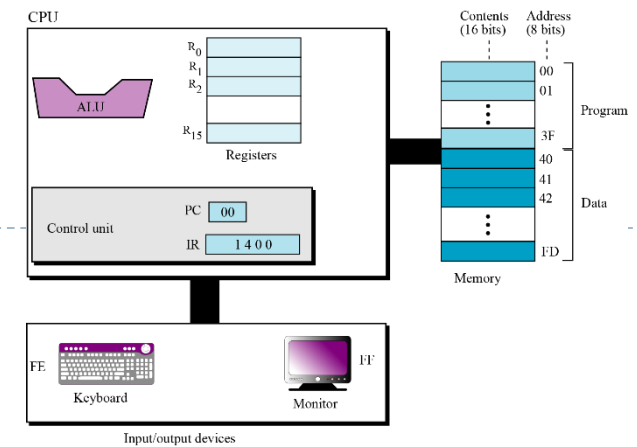 CPU
Contents Address
(16 bits) (8 bits)
R0
R1
R2
R15
Registers
ALU
00
01
3F
Program
40
41
42
FD
Data
Memory
Control unit
PC 00
IR 1 4 0 0
FE
Keyboard
FF
Monitor
Input/output devices